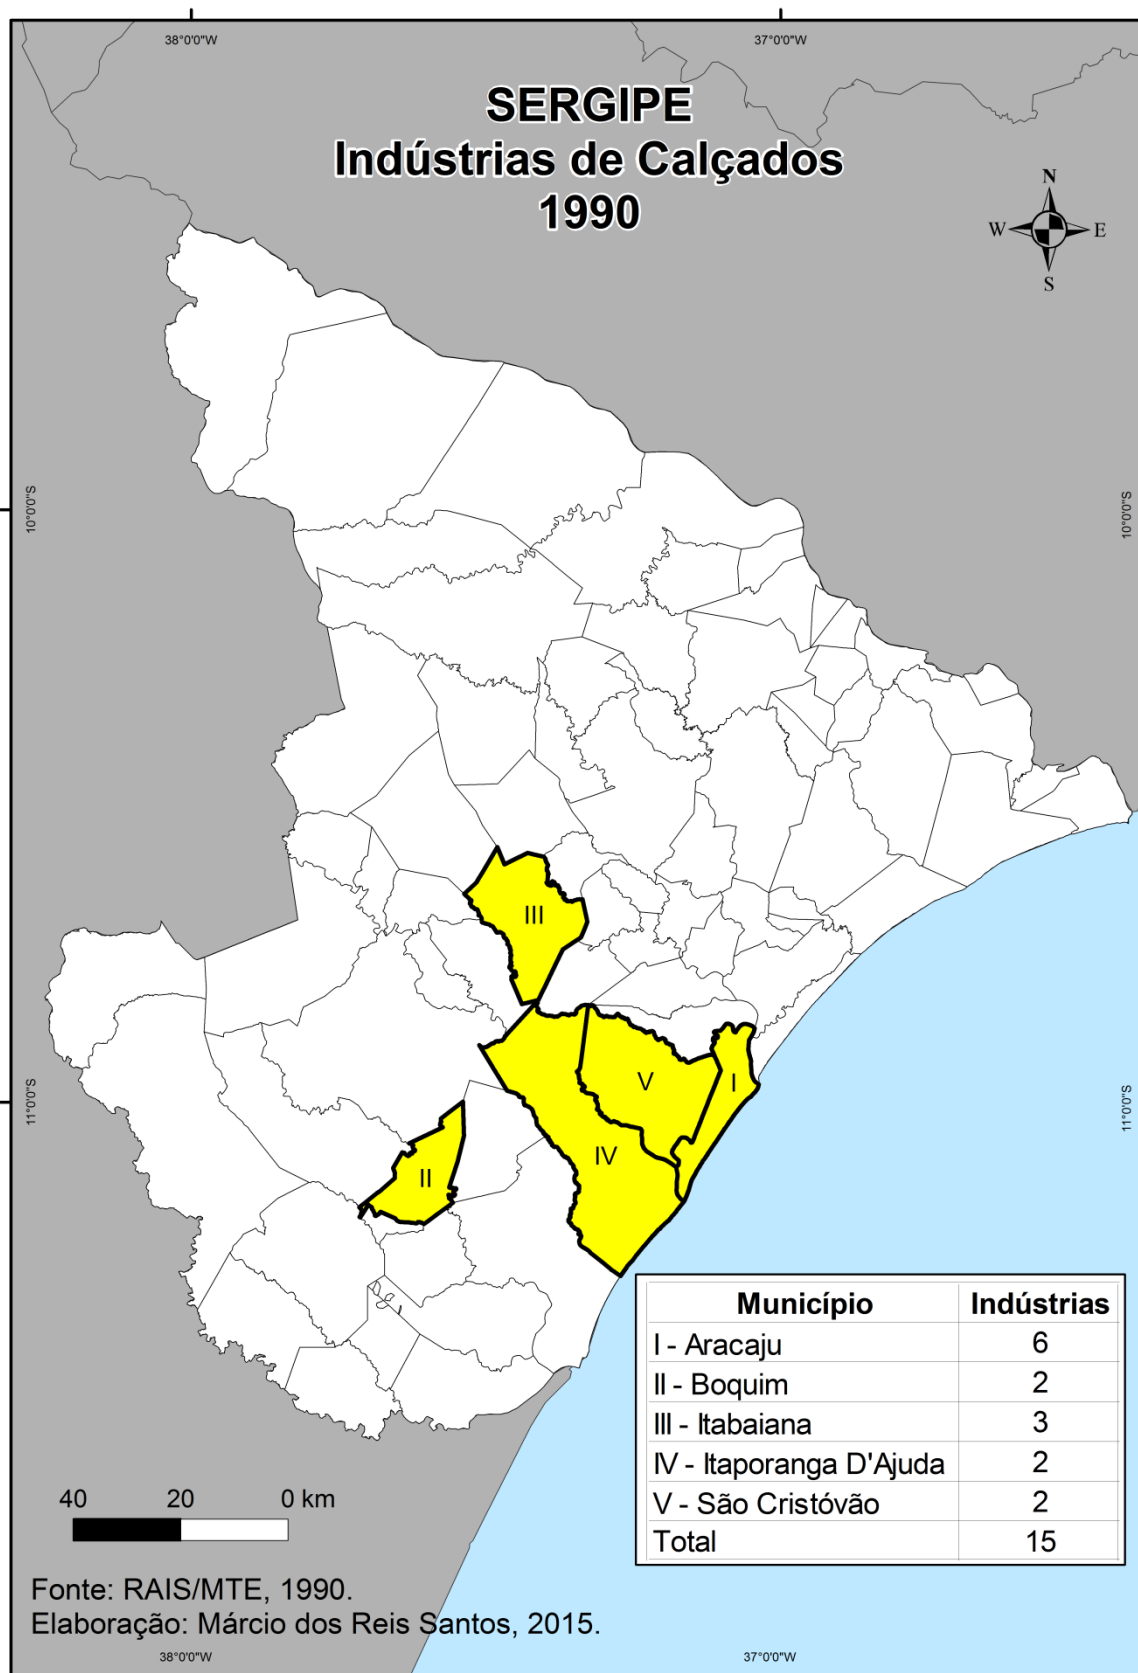 38°0'0"W 37°0'0"W
SERGIPE
Indústrias de Calçados
1990
N
W E
S
10°0'0"S 10°0'0"S
III
V I
11°0'0"S 11°0'0"S
IV
II
Município Indústrias
I - Aracaju 6
II - Boquim 2
III - Itabaiana 3
IV - Itaporanga D'Ajuda 2
V - São Cristóvão 2
Total 15
40 20 0 km
Fonte: RAIS/MTE, 1990.
Elaboração: Márcio dos Reis Santos, 2015.
38°0'0"W 37°0'0"W